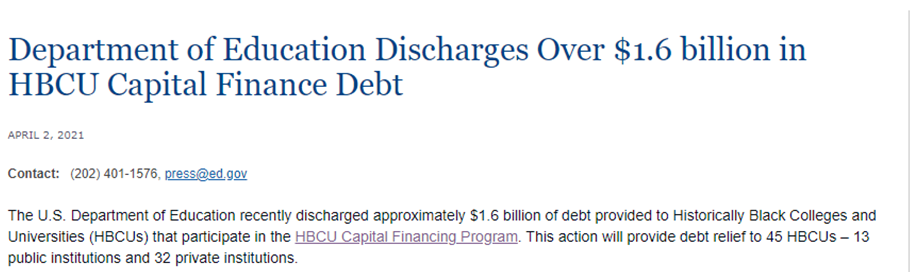 Department of Education Discharges Over $1.6 billion in
HBCU Capital Finance Debt
APRIL 2, 2021
Contact: (202) 401-1576, press@ed.gov
The U.S. Department of Education recently discharged approximately $1.6 billion of debt provided to Historically Black Colleges and
Universities (HBCUs) that participate in the HBCU Capital Financing Program. This action will provide debt relief to 45 HBCUs – 13
public institutions and 32 private institutions.